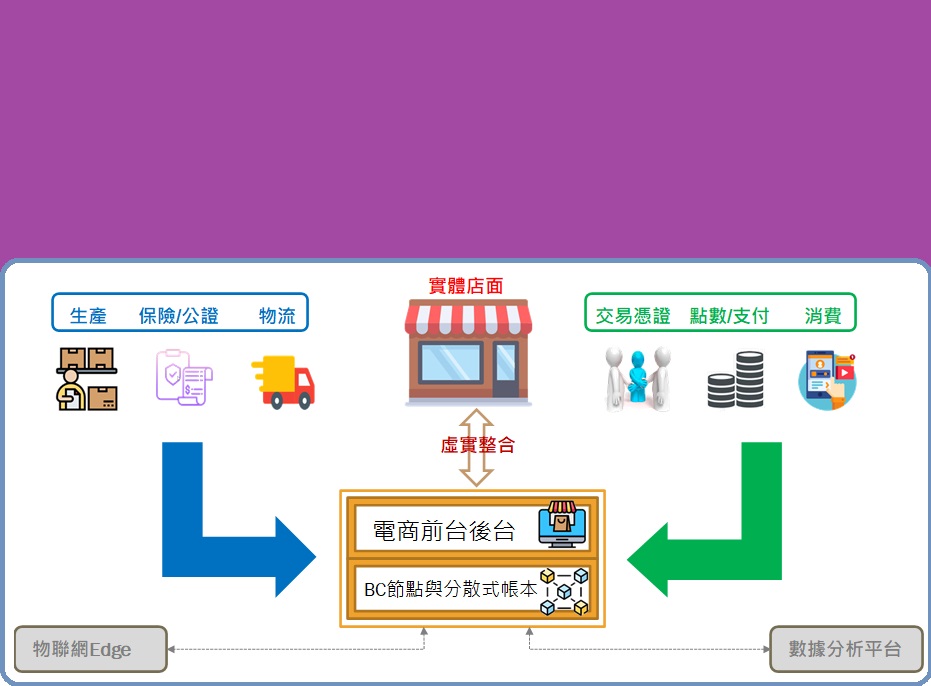 實體店面
生產 保險/公證 物流
交易憑證 點數/支付 消費
虛實整合
電商前台後台
BC節點與分散式帳本
物聯網Edge
數據分析平台